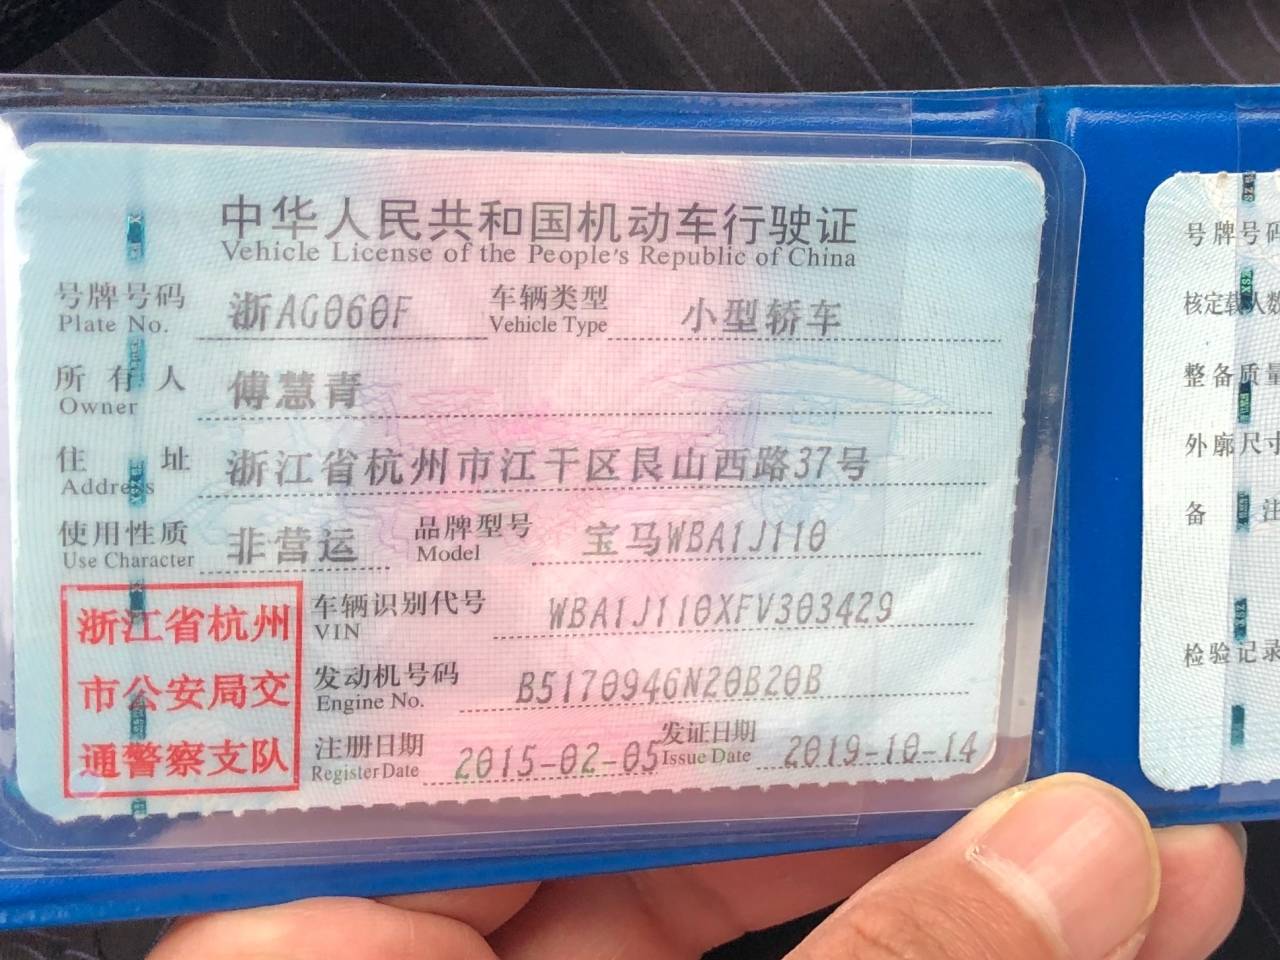 中华人民共和国机动车行驶证
Vehicle License of the People's Republic of China
号牌号码 浙AG060F 车辆类型 小型轿车
Plate No. Vehicle Type
所有人 傅慧青
Owner
住址 浙江省杭州市江干区艮山西路37号
Address
使用性质 非营运 品牌型号 宝马WBA1J110
Use Character Model
浙江省杭州
市公安局交
通警察支队
车辆识别代号 WBA1J110XFV303429
VIN
发动机号码 B5170946N20B20B
Engine No.
注册日期 2015-02-05 发证日期 2019-10-14
Register Date Issue Date
号牌号码
核定载人数
整备质量
外廓尺寸
备注
检验记录